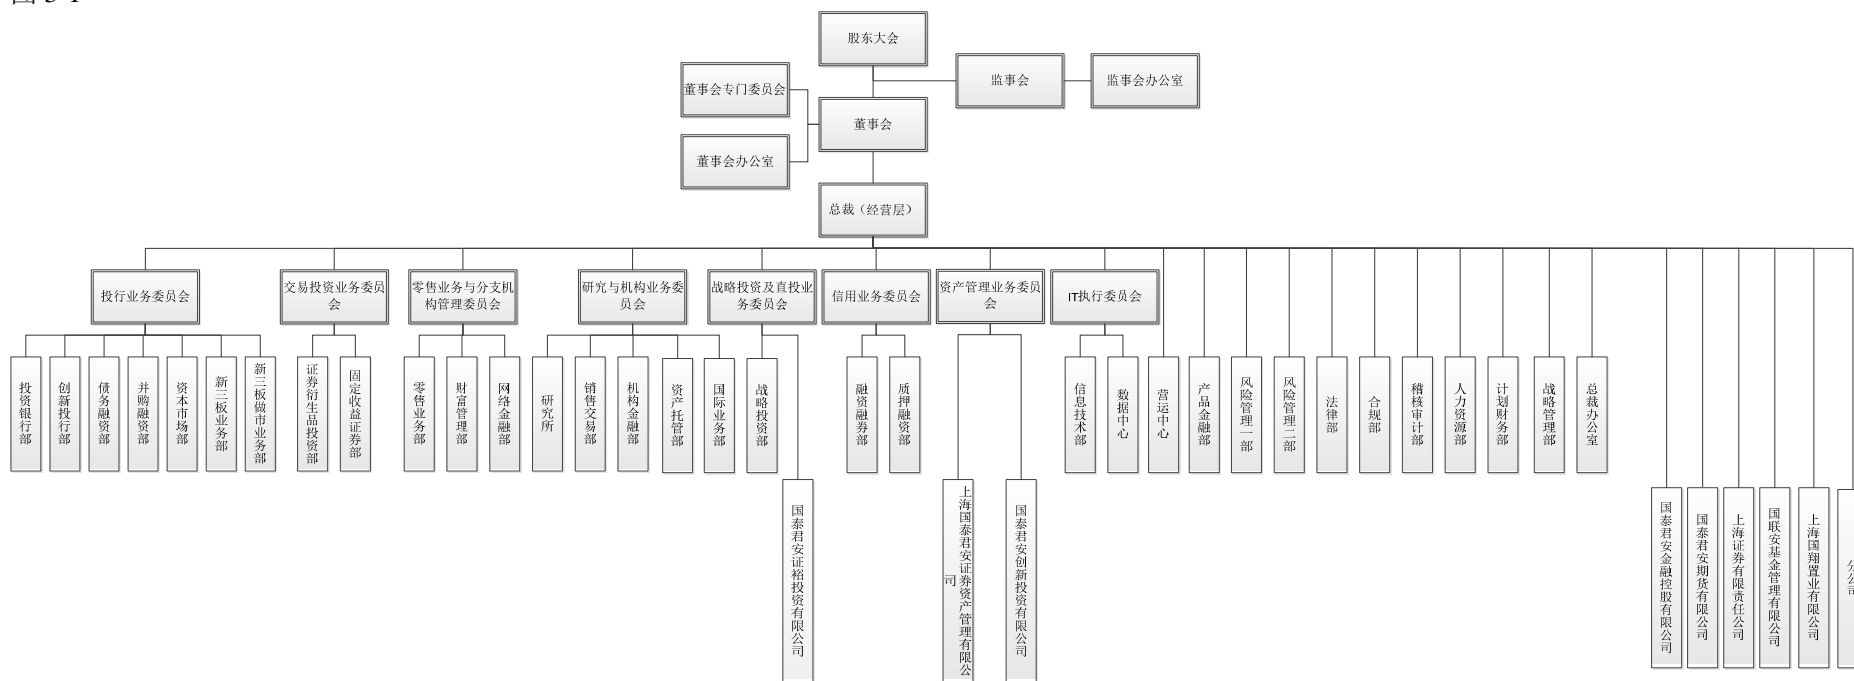 股东大会
监事会
监事会办公室
董事会专门委员会
董事会
董事会办公室
总裁（经营层）
投行业务委员会
交易投资业务委员
会
零售业务与分支机
构管理委员会
研究与机构业务委
员会
战略投资及直投业
务委员会
信用业务委员会
资产管理业务委员
会
IT执行委员会
投资银行部
创新投行部
债务融资部
并购融资部
资本市场部
新三板业务部
新三板做市业务部
证券衍生品投资部
固定收益证券部
零售业务部
财富管理部
网络金融部
研究所
销售交易部
机构金融部
资产托管部
国际业务部
战略投资部
融资融券部
质押融资部
信息技术部
数据中心
营运中心
产品金融部
风险管理一部
风险管理二部
法律部
合规部
稽核审计部
人力资源部
计划财务部
战略管理部
总裁办公室
国泰君安证裕投资有限公司
上海国泰君安证券资产管理有限公
司
国泰君安创新投资有限公司
国泰君安金融控股有限公司
国泰君安期货有限公司
上海证券有限责任公司
国联安基金管理有限公司
上海国翔置业有限公司
分公司